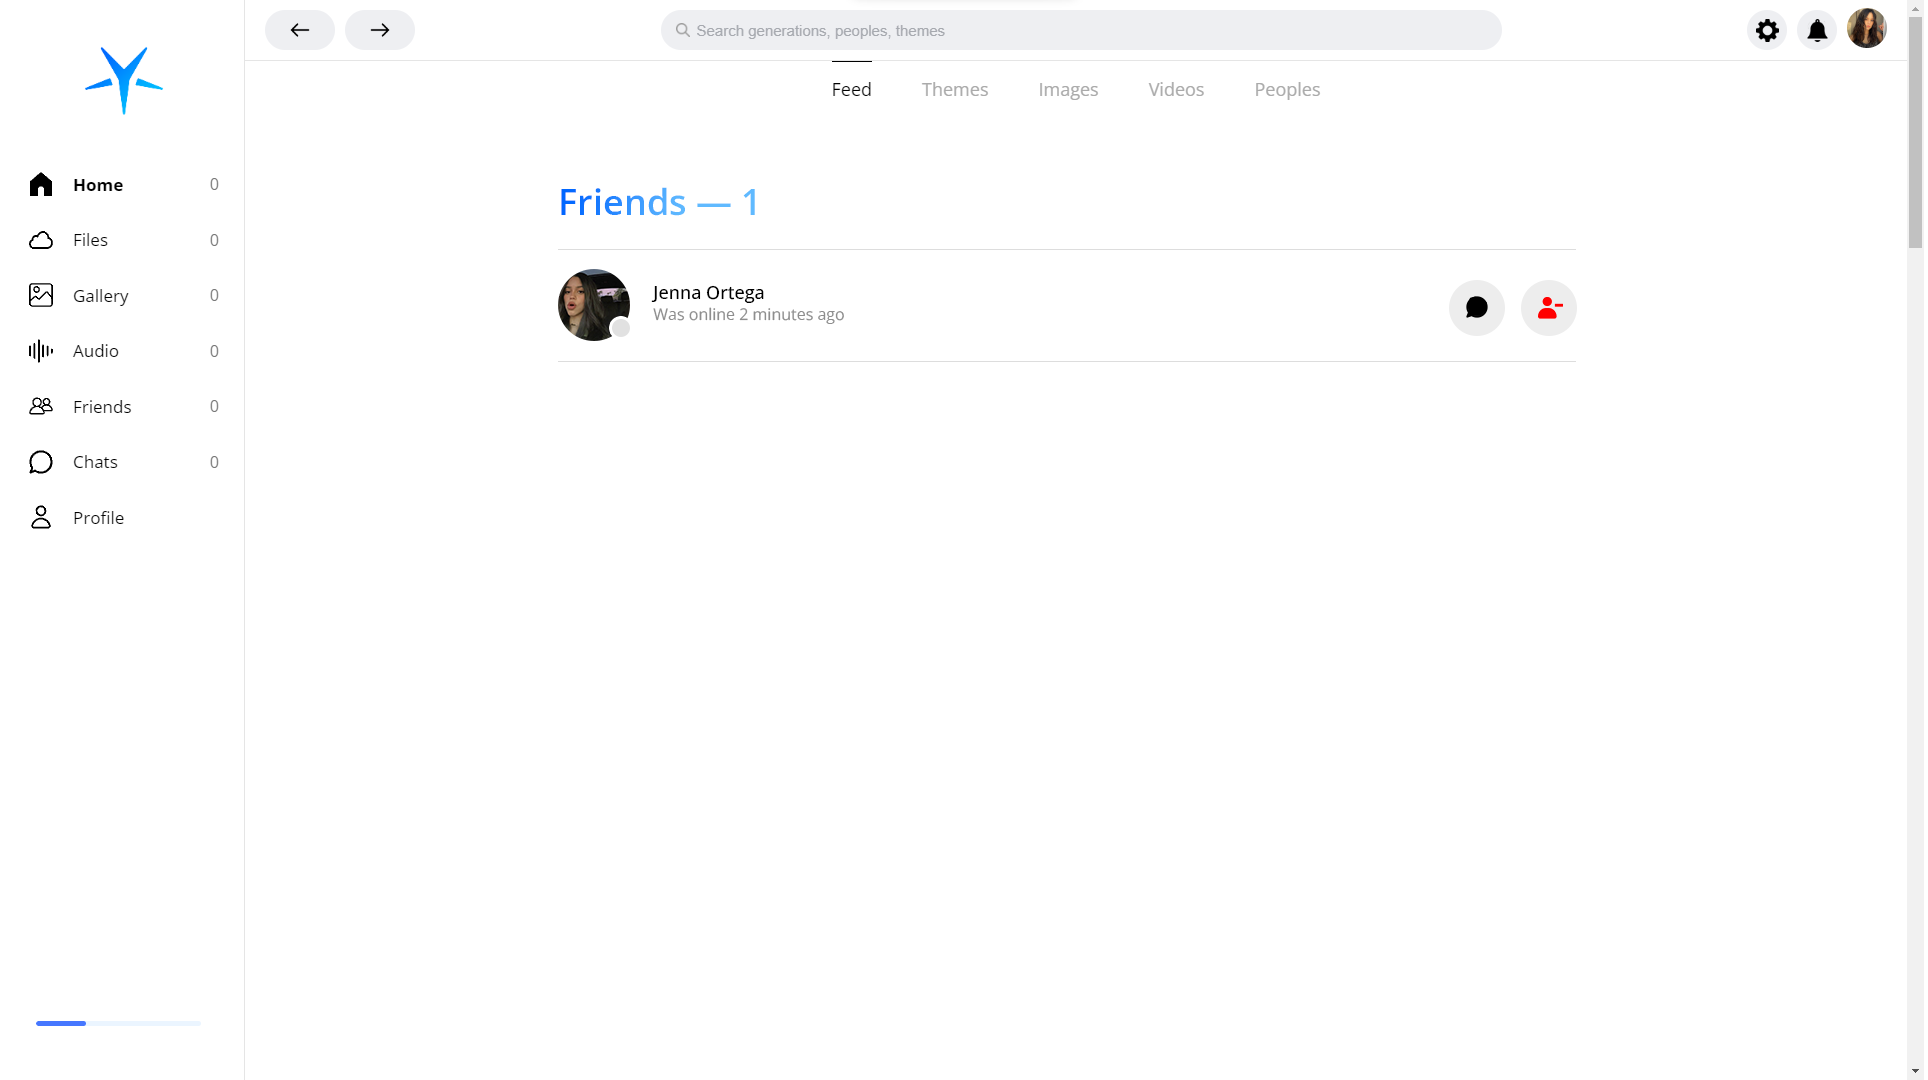 Search generations, peoples, themes
Feed
Themes
Images
Videos
Peoples
Home 0
Files 0
Gallery 0
Audio 0
Friends 0
Chats 0
Profile
Friends — 1
Jenna Ortega
Was online 2 minutes ago